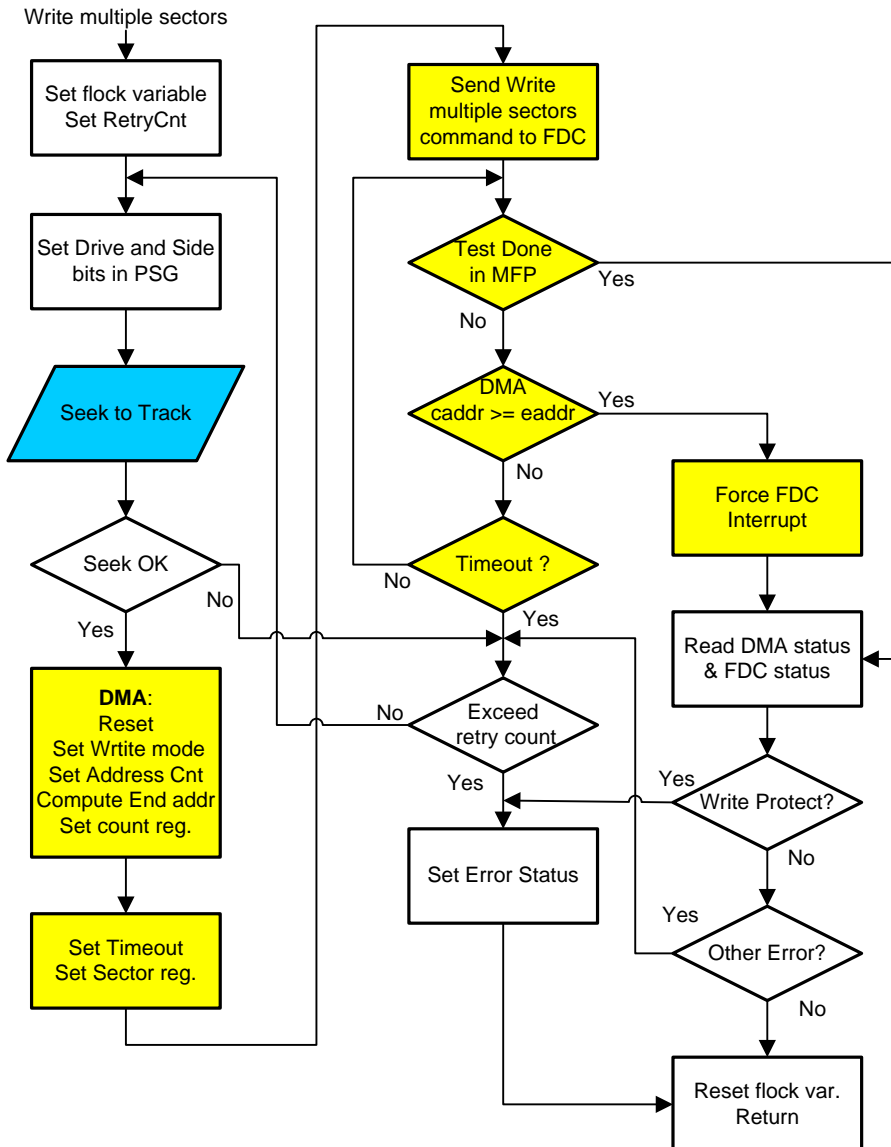 Write multiple sectors
Set flock variable
Set RetryCnt
Set Drive and Side
bits in PSG
Seek to Track
Seek OK
No
Yes
DMA:
Reset
Set Wrtite mode
Set Address Cnt
Compute End addr
Set count reg.
Set Timeout
Set Sector reg.
Send Write
multiple sectors
command to FDC
Test Done
in MFP
Yes
No
DMA
caddr >= eaddr
Yes
No
Timeout ?
No
Yes
Exceed
retry count
No
Yes
Set Error Status
Force FDC
Interrupt
Read DMA status
& FDC status
Write Protect?
Yes
No
Other Error?
Yes
No
Reset flock var.
Return